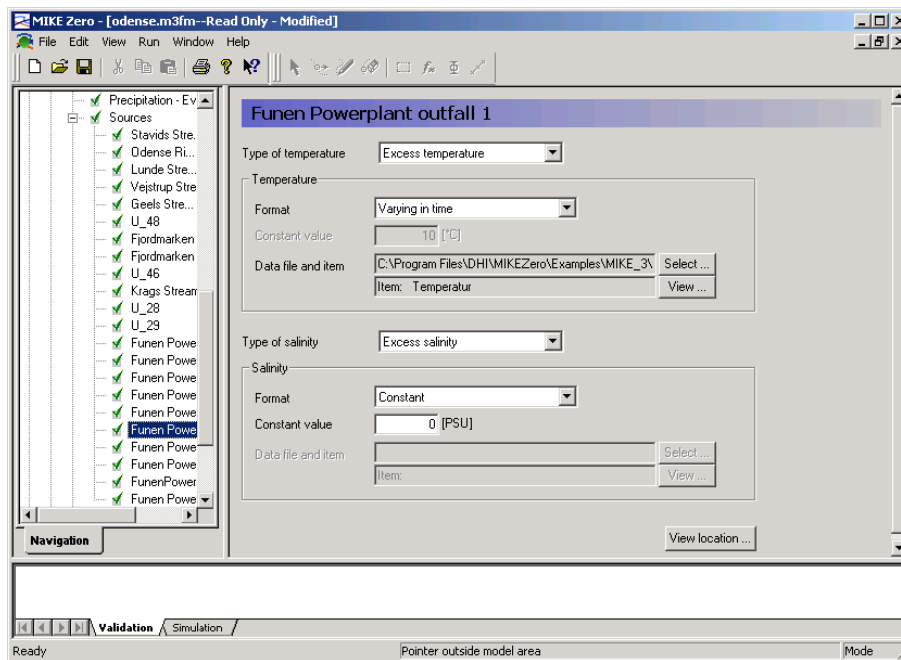 MIKE Zero - [odense.m3fm--Read Only - Modified]
File Edit View Run Window Help
Precipitation - Ev
Sources
Stavids Stre.
Odense Ri...
Lunde Stre...
Vejstrup Stre
Geels Stre...
U_48
Fjordmarken
Fjordmarken
U_46
Krags Stream
U_28
U_29
Funen Powe
Funen Powe
Funen Powe
Funen Powe
Funen Powe
Funen Powe
Funen Powe
Funen Powe
FunenPower
Funen Powe
Navigation
Funen Powerplant outfall 1
Type of temperature Excess temperature
Temperature
Format Varying in time
Constant value 10 [°C]
Data file and item C:\Program Files\DHI\MIKEZero\Examples\MIKE_3\ Select ...
Item: Temperatur View ...
Type of salinity Excess salinity
Salinity
Format Constant
Constant value 0 [PSU]
Data file and item Select ...
Item: View ...
View location ...
Validation Simulation
Ready Pointer outside model area Mode